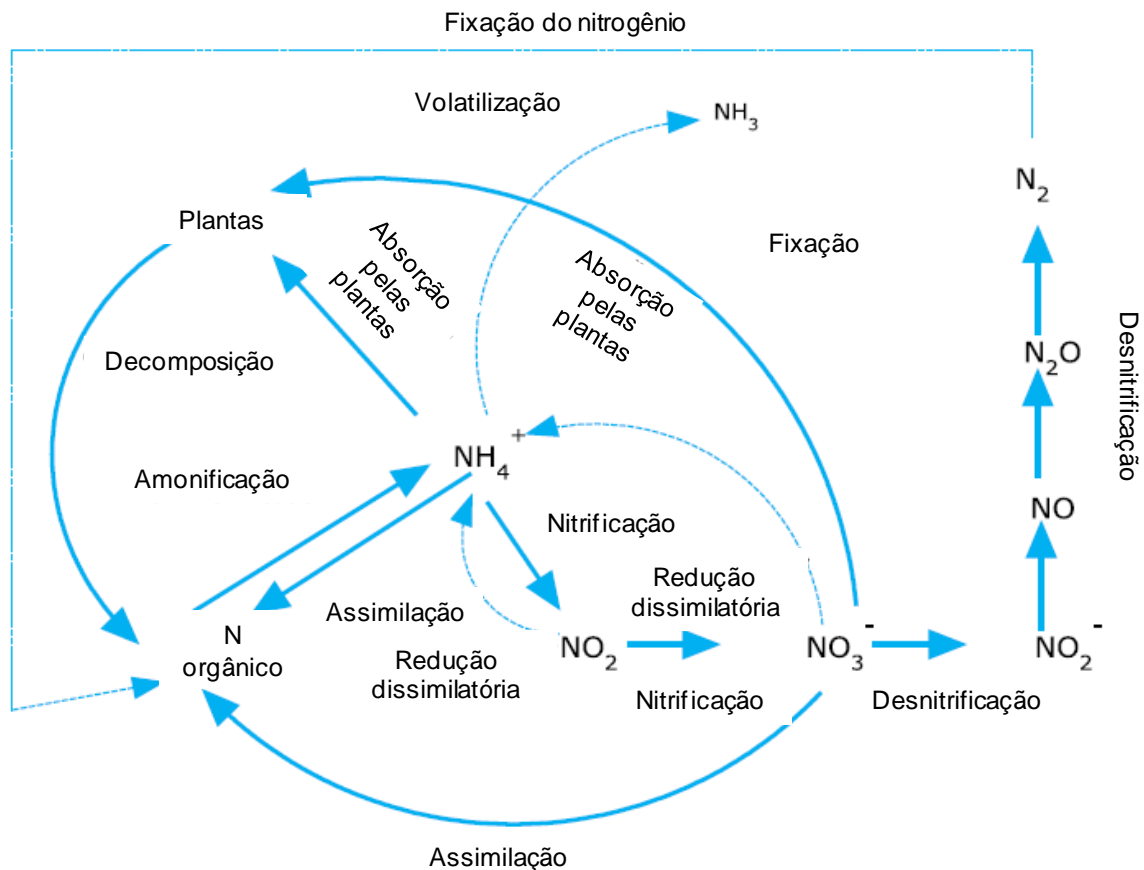 Fixação do nitrogênio
Volatilização
NH3
N2
Plantas
Absorção
pelas
plantas
Absorção
pelas
plantas
Fixação
Desnitrificação
N2O
Decomposição
NH4+
Amonificação
NO
Nitrificação
Redução
dissimilatória
Assimilação
N
orgânico
NO2
NO3-
NO2-
Redução
dissimilatória
Nitrificação
Desnitrificação
Assimilação